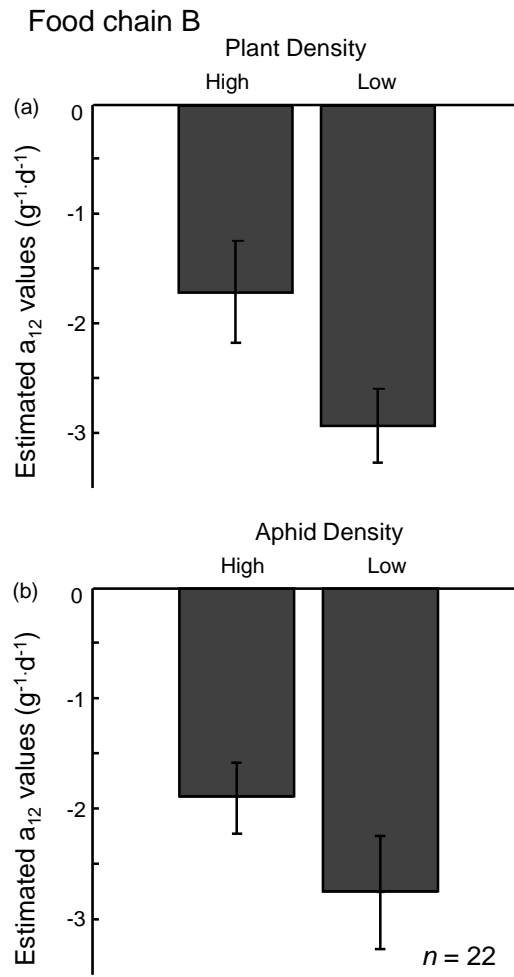 Food chain B
Plant Density
High Low
(a)
0
-1
-2
-3
Estimated a₁₂ values (g⁻¹·d⁻¹)
Aphid Density
High Low
(b)
0
-1
-2
-3
Estimated a₁₂ values (g⁻¹·d⁻¹)
n = 22